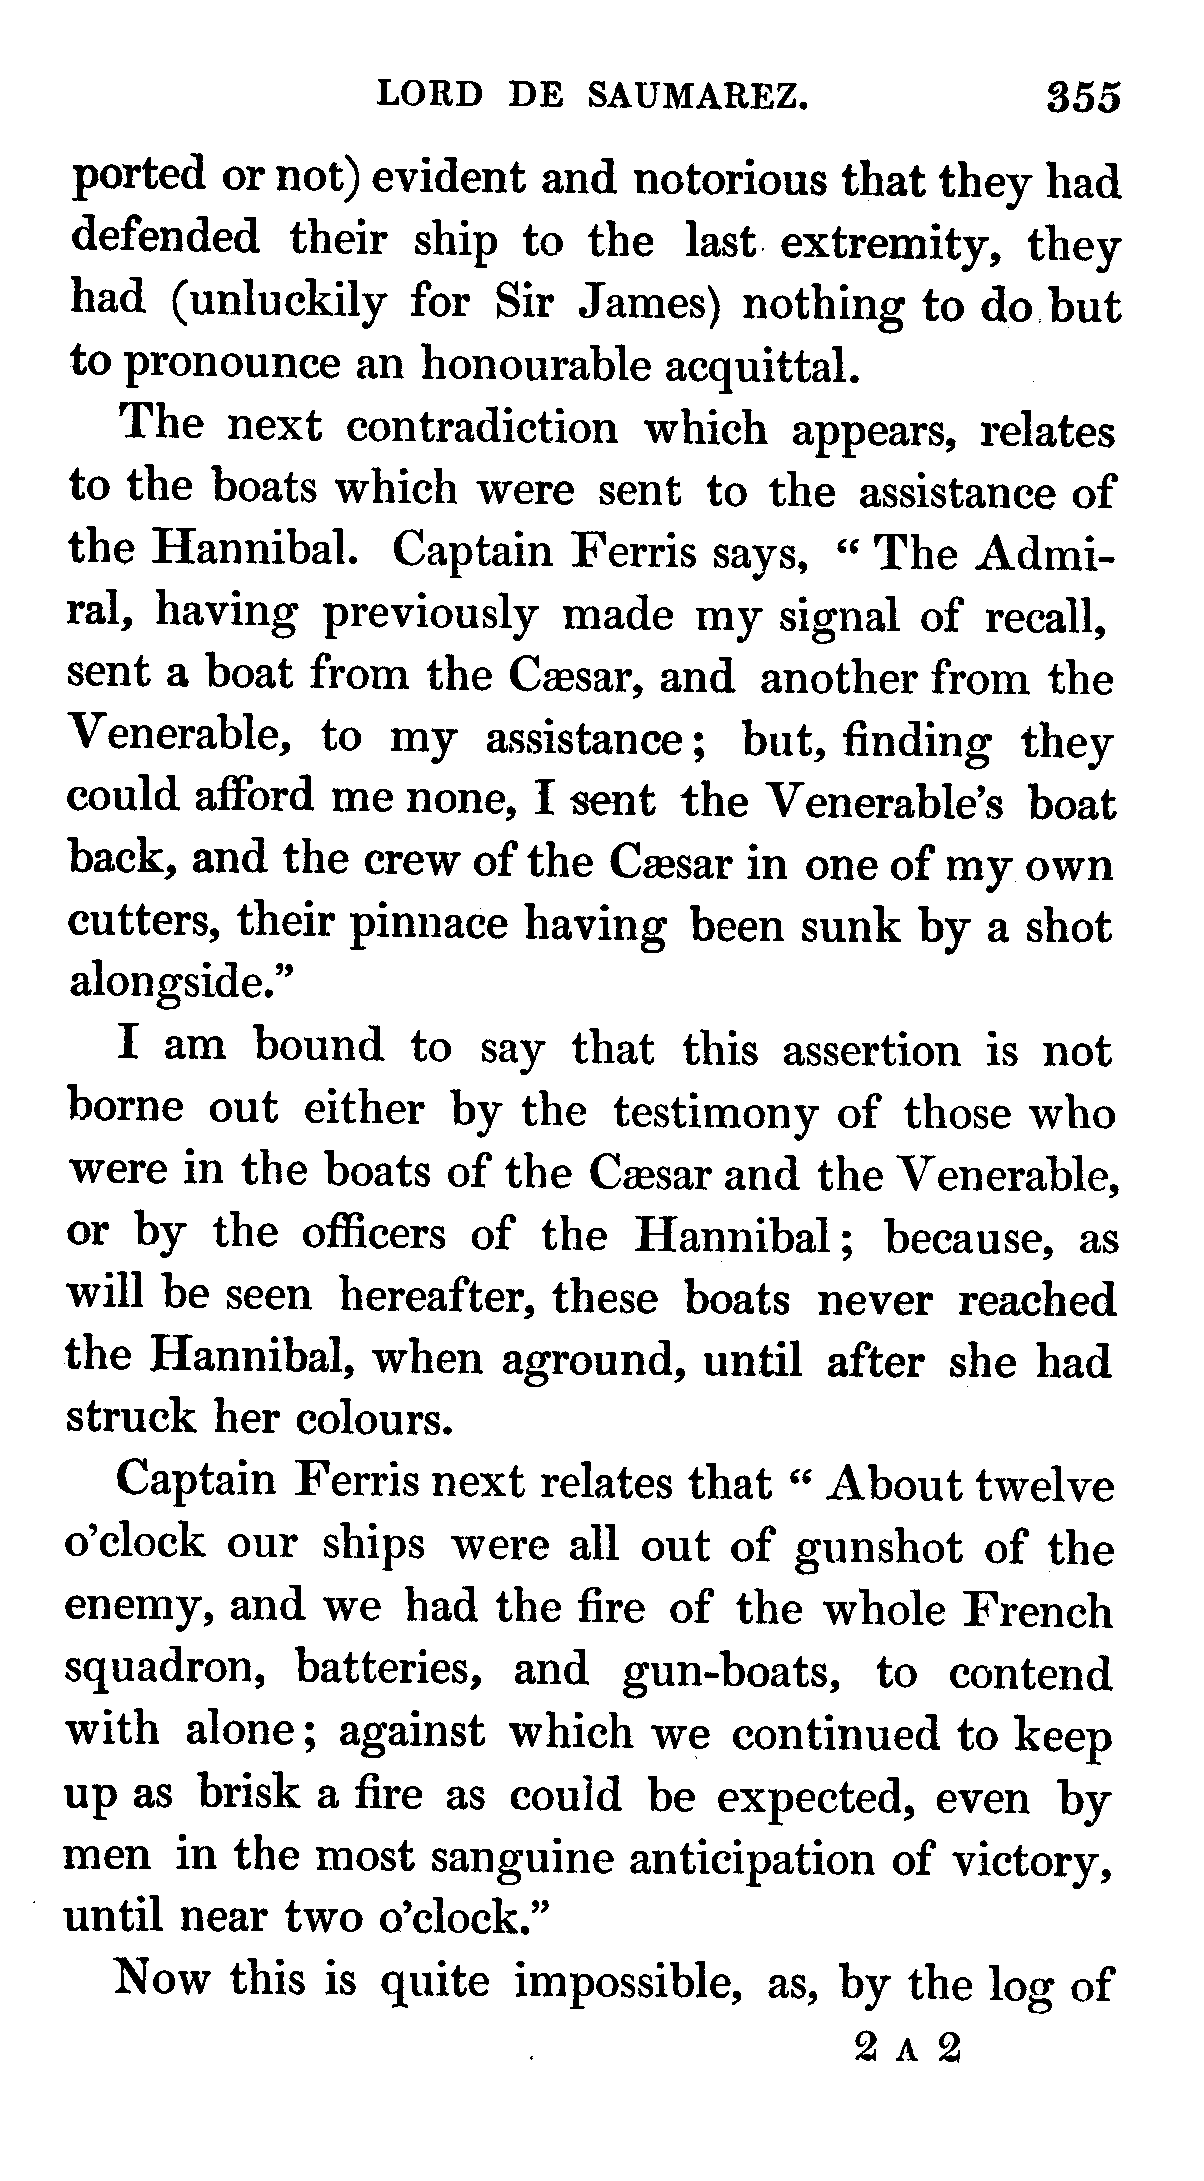 LORD DE SAUMAREZ. 355
ported or not) evident and notorious that they had
defended their ship to the last extremity, they
had (unluckily for Sir James) nothing to do but
to pronounce an honourable acquittal.
The next contradiction which appears, relates
to the boats which were sent to the assistance of
the Hannibal. Captain Ferris says, “ The Admi-
ral, having previously made my signal of recall,
sent a boat from the Cæsar, and another from the
Venerable, to my assistance; but, finding they
could afford me none, I sent the Venerable’s boat
back, and the crew of the Cæsar in one of my own
cutters, their pinnace having been sunk by a shot
alongside.”
I am bound to say that this assertion is not
borne out either by the testimony of those who
were in the boats of the Cæsar and the Venerable,
or by the officers of the Hannibal; because, as
will be seen hereafter, these boats never reached
the Hannibal, when aground, until after she had
struck her colours.
Captain Ferris next relates that “ About twelve
o’clock our ships were all out of gunshot of the
enemy, and we had the fire of the whole French
squadron, batteries, and gun-boats, to contend
with alone; against which we continued to keep
up as brisk a fire as could be expected, even by
men in the most sanguine anticipation of victory,
until near two o’clock.”
Now this is quite impossible, as, by the log of
2 A 2